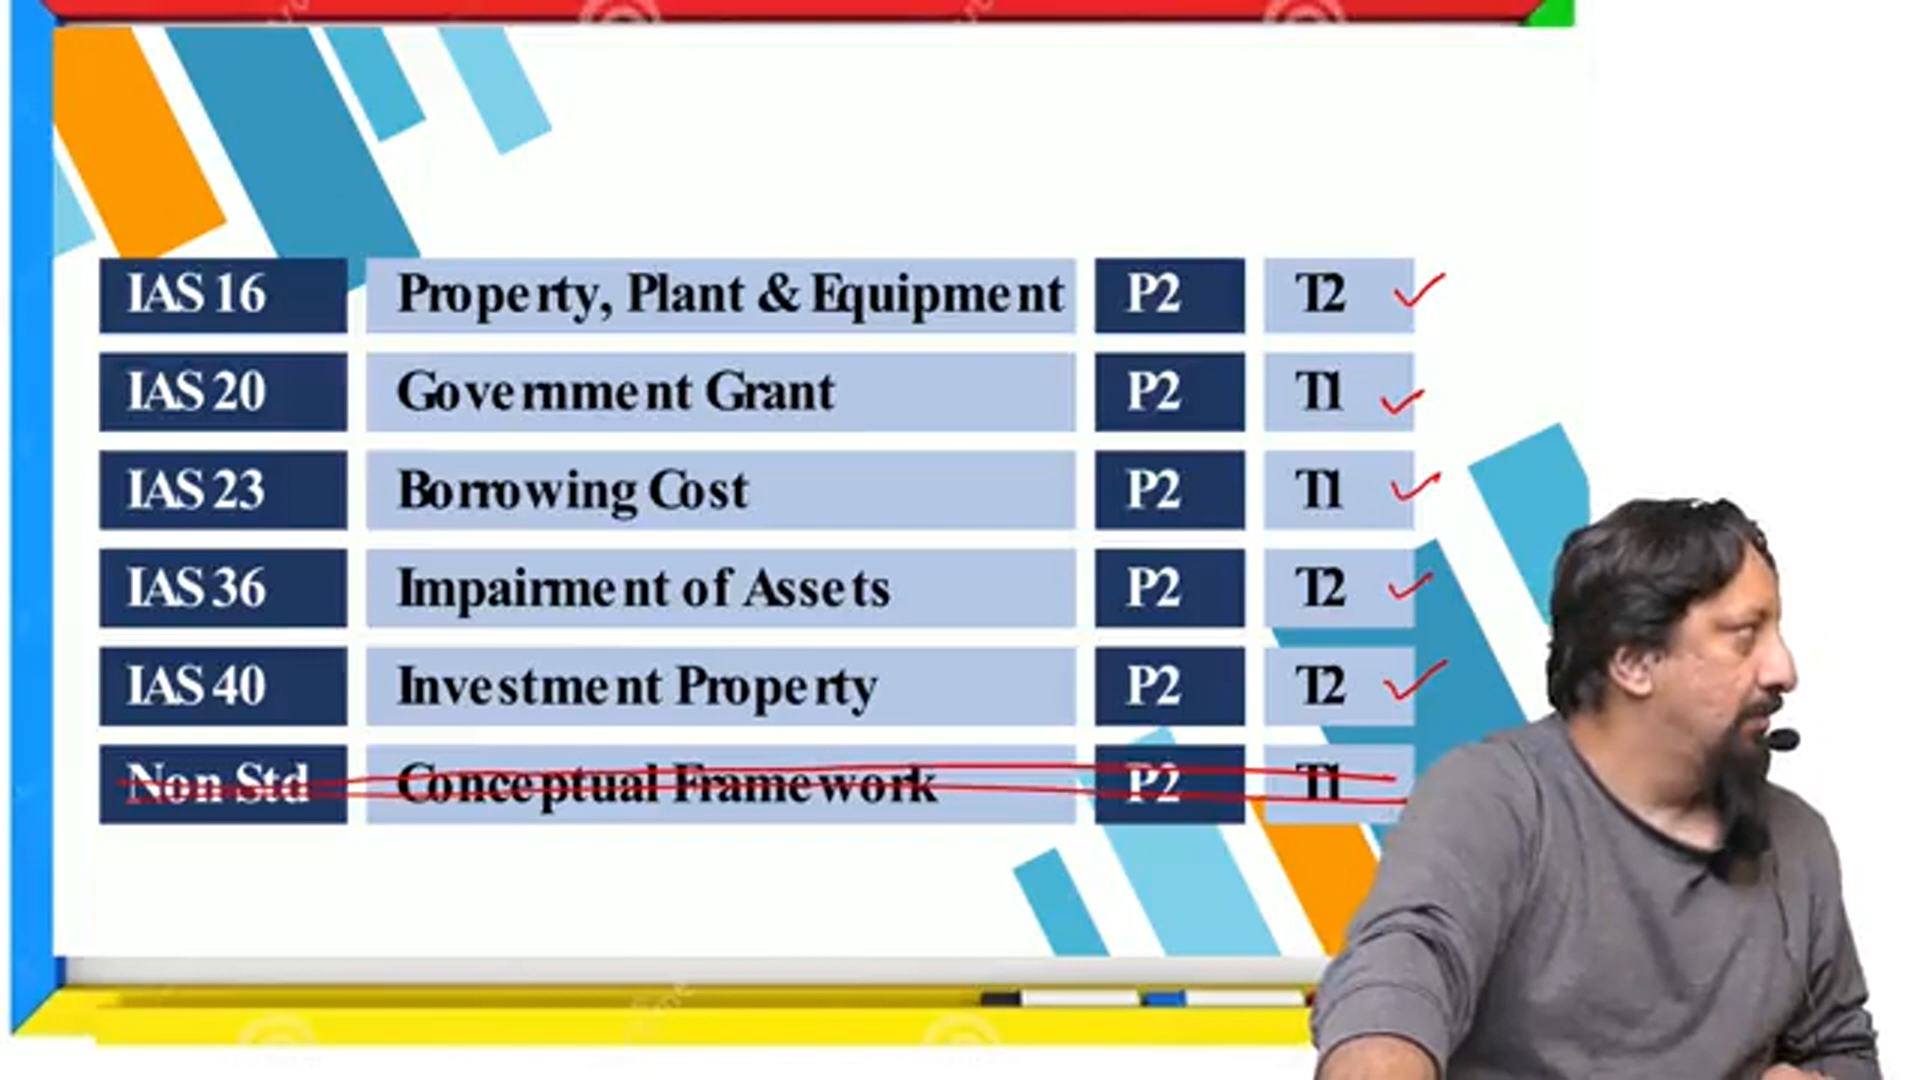 IAS 16 Property, Plant & Equipment P2 T2
IAS 20 Government Grant P2 T1
IAS 23 Borrowing Cost P2 T1
IAS 36 Impairment of Assets P2 T2
IAS 40 Investment Property P2 T2
Non Std Conceptual Framework P2 T1